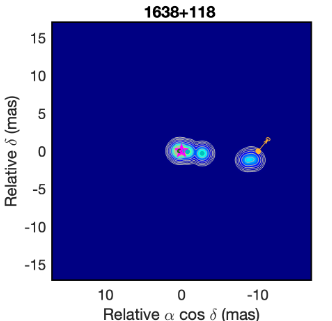 1638+118
15
10
5
0
-5
-10
-15
Relative δ (mas)
10 0 -10
Relative α cos δ (mas)